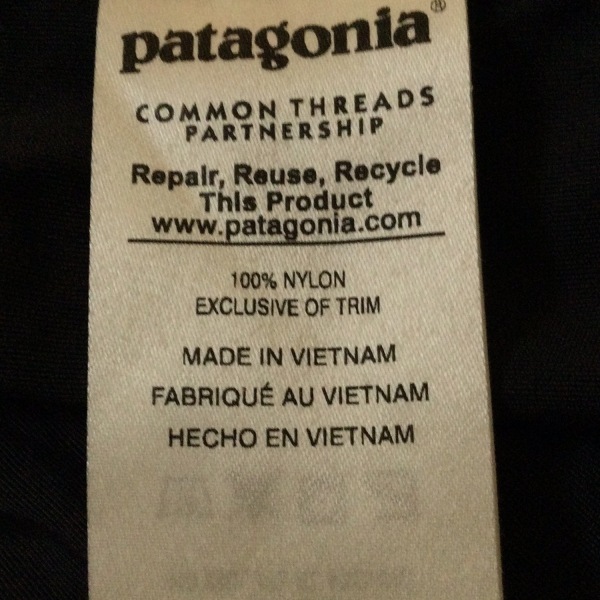 patagonia®
COMMON THREADS
PARTNERSHIP
Repair, Reuse, Recycle
This Product
www.patagonia.com
100% NYLON
EXCLUSIVE OF TRIM
MADE IN VIETNAM
FABRIQUÉ AU VIETNAM
HECHO EN VIETNAM